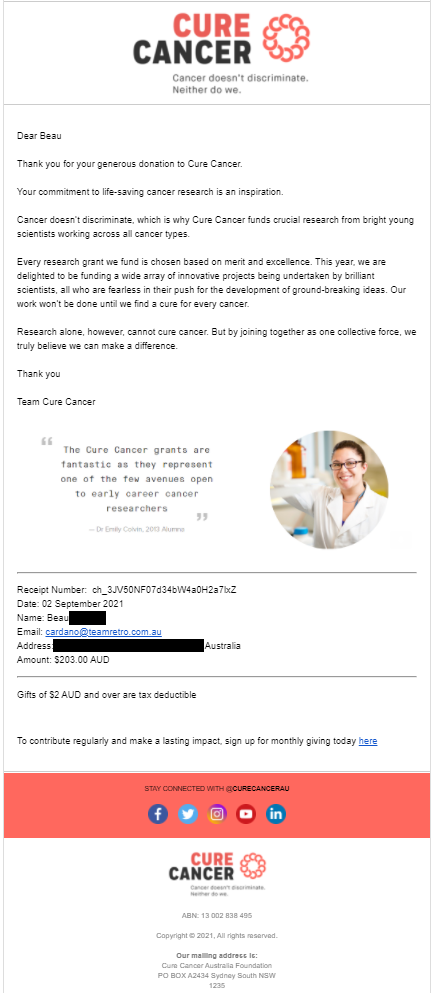 CURE
CANCER
Cancer doesn't discriminate.
Neither do we.
Dear Beau
Thank you for your generous donation to Cure Cancer.
Your commitment to life-saving cancer research is an inspiration.
Cancer doesn't discriminate, which is why Cure Cancer funds crucial research from bright young
scientists working across all cancer types.
Every research grant we fund is chosen based on merit and excellence. This year, we are
delighted to be funding a wide array of innovative projects being undertaken by brilliant
scientists, all who are fearless in their push for the development of ground-breaking ideas. Our
work won't be done until we find a cure for every cancer.
Research alone, however, cannot cure cancer. But by joining together as one collective force, we
truly believe we can make a difference.
Thank you
Team Cure Cancer
“ The Cure Cancer grants are
fantastic as they represent
one of the few avenues open
to early career cancer
researchers ”
— Dr Emily Colvin, 2013 Alumna
Receipt Number: ch_3JV50NF07d34bW4a0H2a7IxZ
Date: 02 September 2021
Name: Beau
Email: cardano@teamretro.com.au
Address: Australia
Amount: $203.00 AUD
Gifts of $2 AUD and over are tax deductible
To contribute regularly and make a lasting impact, sign up for monthly giving today here
STAY CONNECTED WITH @CURECANCERAU
CURE
CANCER
Cancer doesn't discriminate.
Neither do we.
ABN: 13 002 838 495
Copyright © 2021, All rights reserved.
Our mailing address is:
Cure Cancer Australia Foundation
PO BOX A2434 Sydney South NSW
1235